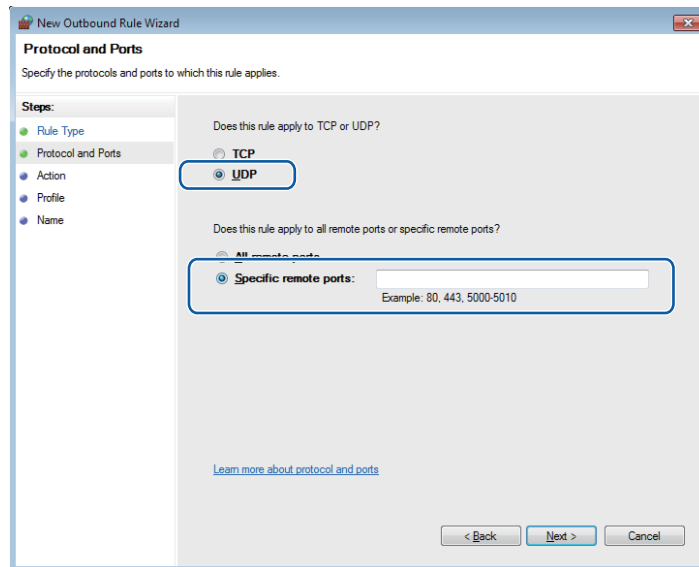 New Outbound Rule Wizard
Protocol and Ports
Specify the protocols and ports to which this rule applies.
Steps:
Rule Type
Protocol and Ports
Action
Profile
Name
Does this rule apply to TCP or UDP?
TCP
UDP
Does this rule apply to all remote ports or specific remote ports?
All remote ports
Specific remote ports:
Example: 80, 443, 5000-5010
Learn more about protocol and ports
< Back
Next >
Cancel